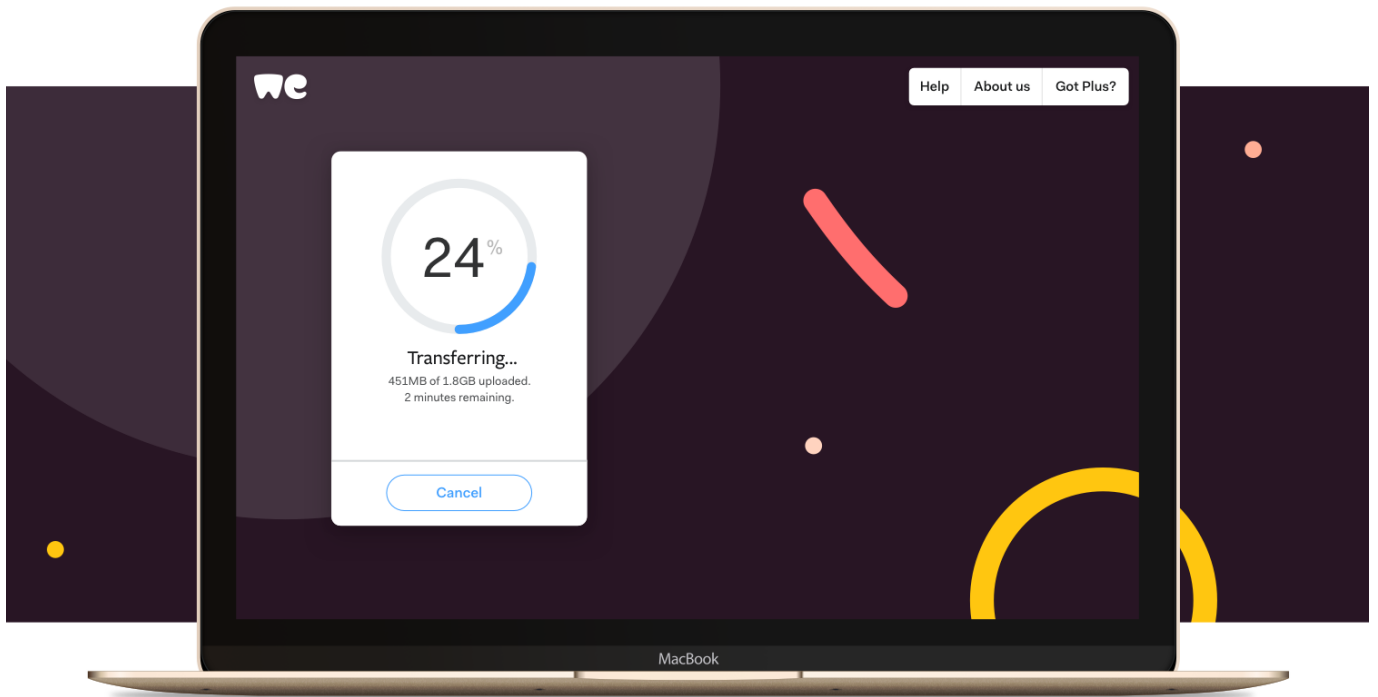 we
Help
About us
Got Plus?
24%
Transferring...
451MB of 1.8GB uploaded.
2 minutes remaining.
Cancel
MacBook